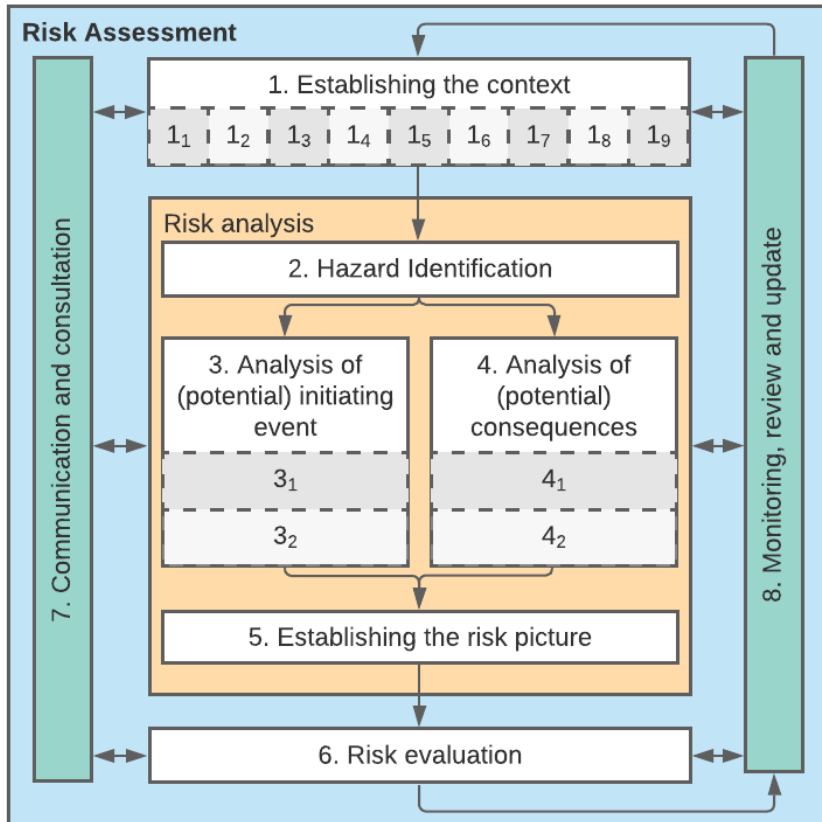 Risk Assessment
1. Establishing the context
1₁ 1₂ 1₃ 1₄ 1₅ 1₆ 1₇ 1₈ 1₉
Risk analysis
2. Hazard Identification
3. Analysis of
(potential) initiating
event
3₁
3₂
4. Analysis of
(potential)
consequences
4₁
4₂
5. Establishing the risk picture
6. Risk evaluation
7. Communication and consultation
8. Monitoring, review and update